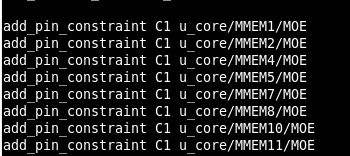 add_pin_constraint C1 u_core/MMEM1/MOE
add_pin_constraint C1 u_core/MMEM2/MOE
add_pin_constraint C1 u_core/MMEM4/MOE
add_pin_constraint C1 u_core/MMEM5/MOE
add_pin_constraint C1 u_core/MMEM7/MOE
add_pin_constraint C1 u_core/MMEM8/MOE
add_pin_constraint C1 u_core/MMEM10/MOE
add_pin_constraint C1 u_core/MMEM11/MOE